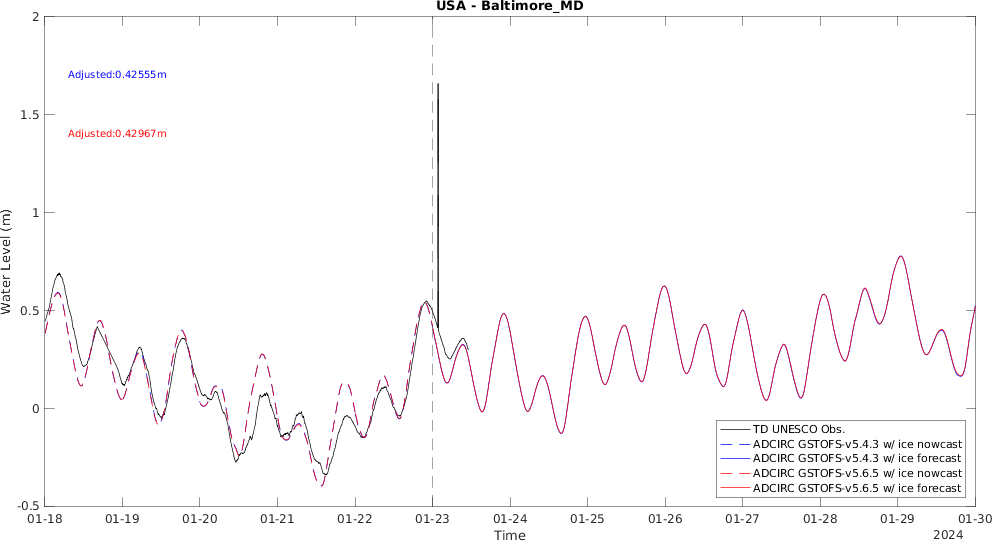 USA - Baltimore_MD
2
1.5
1
0.5
0
-0.5
Water Level (m)
Adjusted:0.42555m
Adjusted:0.42967m
TD UNESCO Obs.
ADCIRC GSTOFS-v5.4.3 w/ ice nowcast
ADCIRC GSTOFS-v5.4.3 w/ ice forecast
ADCIRC GSTOFS-v5.6.5 w/ ice nowcast
ADCIRC GSTOFS-v5.6.5 w/ ice forecast
01-18 01-19 01-20 01-21 01-22 01-23 01-24 01-25 01-26 01-27 01-28 01-29 01-30
Time
2024